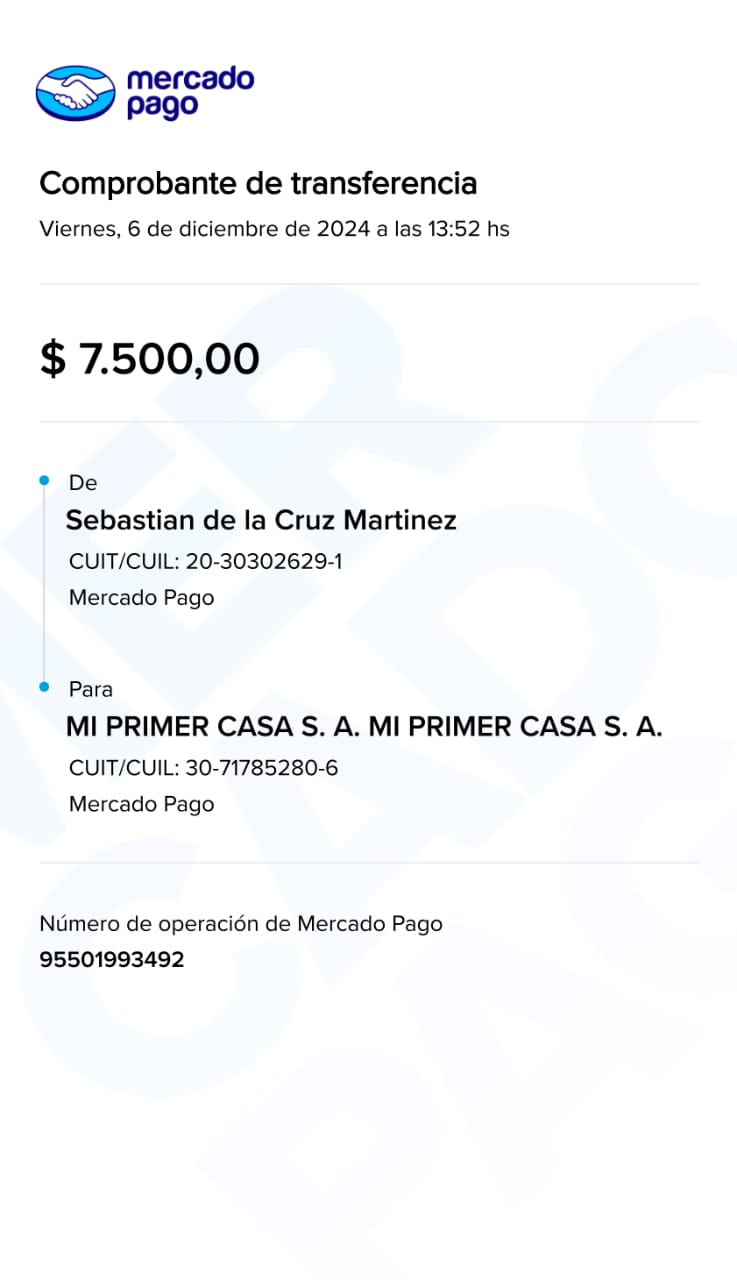 mercado
pago
Comprobante de transferencia
Viernes, 6 de diciembre de 2024 a las 13:52 hs
$ 7.500,00
De
Sebastian de la Cruz Martinez
CUIT/CUIL: 20-30302629-1
Mercado Pago
Para
MI PRIMER CASA S. A. MI PRIMER CASA S. A.
CUIT/CUIL: 30-71785280-6
Mercado Pago
Número de operación de Mercado Pago
95501993492